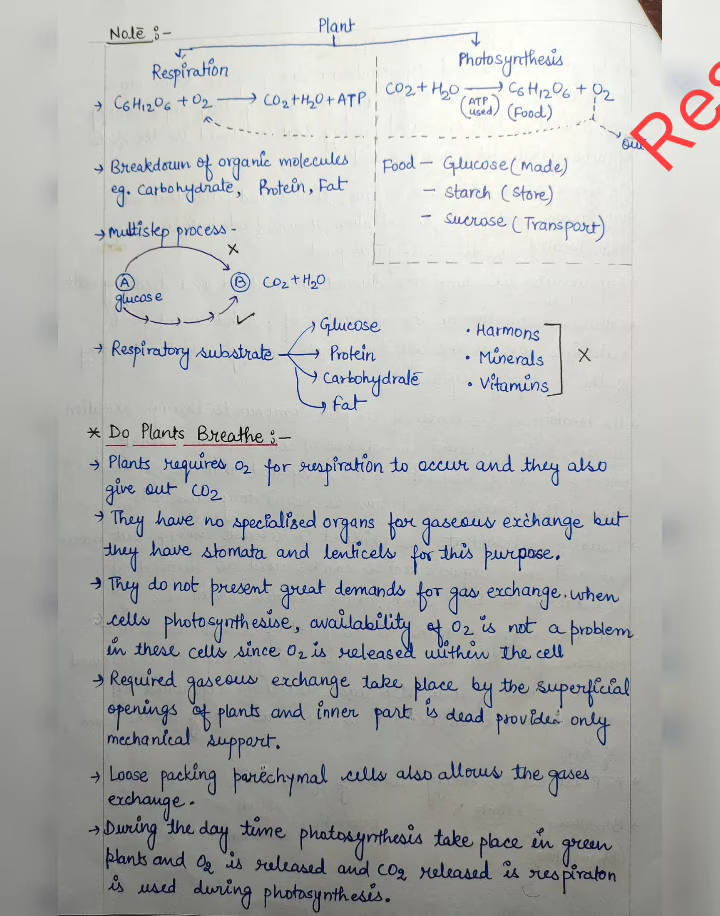 Note :-
Plant
Respiration
→ C6H12O6 + O2 → CO2+H2O+ATP
→ Breakdown of organic molecules
eg. Carbohydrate, Protein, Fat
→ multistep process -
×
A B CO2+H2O
glucose
✓
Photosynthesis
CO2+H2O → C6H12O6 + O2
(ATP used) (Food)
Food – Glucose (made)
– Starch (Store)
– Sucrose (Transport)
→ Respiratory substrate → Glucose
→ Protein
→ Carbohydrate
→ Fat
• Harmons
• Minerals
• Vitamins
×
* Do Plants Breathe :-
→ Plants requires O2 for respiration to occur and they also
give out CO2
→ They have no specialised organs for gaseous exchange but
they have stomata and lenticels for this purpose.
→ They do not present great demands for gas exchange. when
cells photosynthesise, availability of O2 is not a problem
in these cells since O2 is released within the cell
→ Required gaseous exchange take place by the superficial
openings of plants and inner part is dead provides only
mechanical support.
→ Loose packing parechymal cells also allows the gases
exchange.
→ During the day time photosynthesis take place in green
plants and O2 is released and CO2 released is respiraton
is used during photosynthesis.
Res